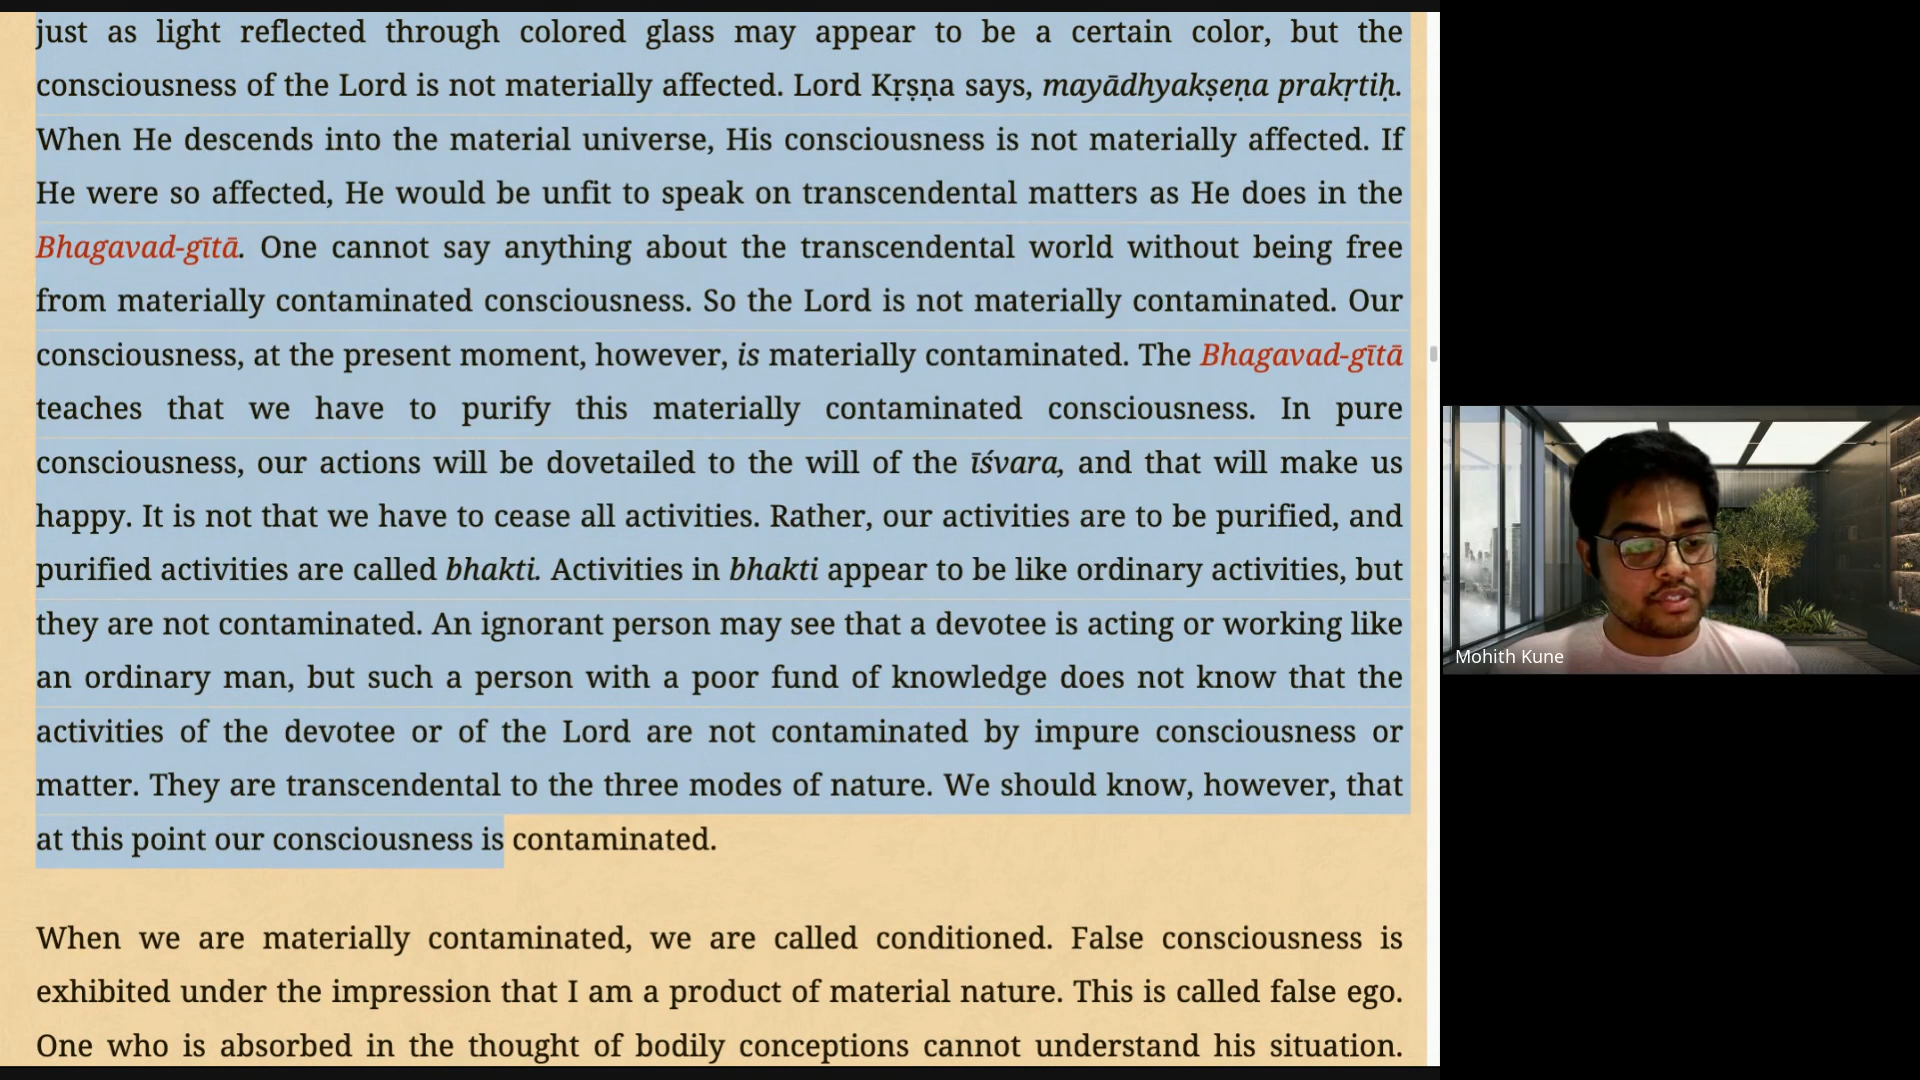 just as light reflected through colored glass may appear to be a certain color, but the
consciousness of the Lord is not materially affected. Lord Kṛṣṇa says, mayādhyakṣeṇa prakṛtiḥ.
When He descends into the material universe, His consciousness is not materially affected. If
He were so affected, He would be unfit to speak on transcendental matters as He does in the
Bhagavad-gītā. One cannot say anything about the transcendental world without being free
from materially contaminated consciousness. So the Lord is not materially contaminated. Our
consciousness, at the present moment, however, is materially contaminated. The Bhagavad-gītā
teaches that we have to purify this materially contaminated consciousness. In pure
consciousness, our actions will be dovetailed to the will of the īśvara, and that will make us
happy. It is not that we have to cease all activities. Rather, our activities are to be purified, and
purified activities are called bhakti. Activities in bhakti appear to be like ordinary activities, but
they are not contaminated. An ignorant person may see that a devotee is acting or working like
an ordinary man, but such a person with a poor fund of knowledge does not know that the
activities of the devotee or of the Lord are not contaminated by impure consciousness or
matter. They are transcendental to the three modes of nature. We should know, however, that
at this point our consciousness is contaminated.
When we are materially contaminated, we are called conditioned. False consciousness is
exhibited under the impression that I am a product of material nature. This is called false ego.
One who is absorbed in the thought of bodily conceptions cannot understand his situation.
Mohith Kune